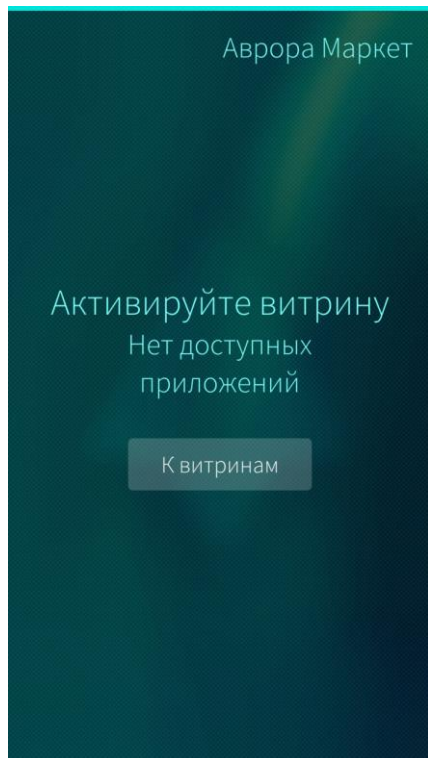 Аврора Маркет
Активируйте витрину
Нет доступных
приложений
К витринам